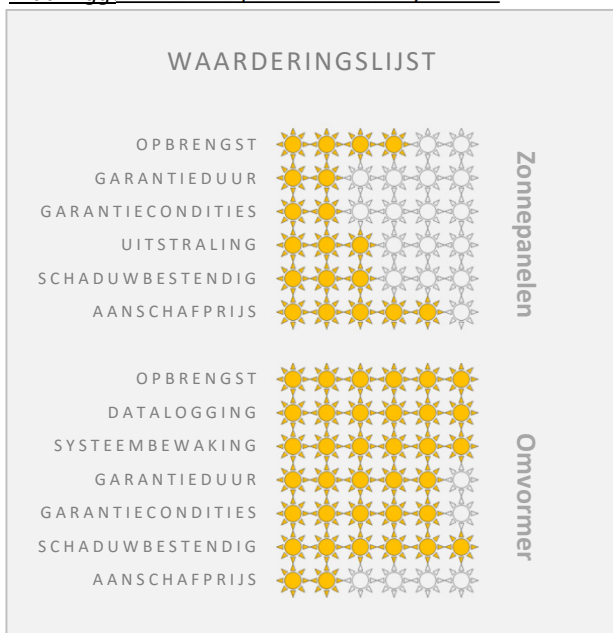 WAARDERINGSLIJST
OPBRENGST
GARANTIEDUUR
GARANTIECONDITIES
UITSTRALING
SCHADUWBESTENDIG
AANSCHAFPRIJS
Zonnepanelen
OPBRENGST
DATALOGGING
SYSTEEMBEWAKING
GARANTIEDUUR
GARANTIECONDITIES
SCHADUWBESTENDIG
AANSCHAFPRIJS
Omvormer